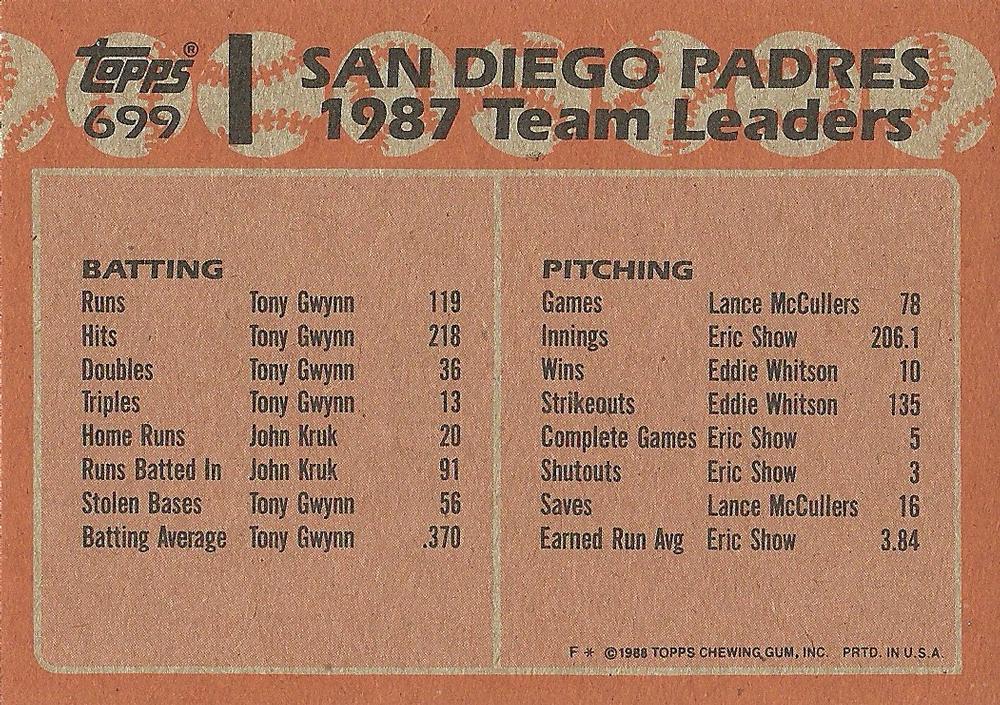 topps®
699
SAN DIEGO PADRES
1987 Team Leaders
BATTING
Runs Tony Gwynn 119
Hits Tony Gwynn 218
Doubles Tony Gwynn 36
Triples Tony Gwynn 13
Home Runs John Kruk 20
Runs Batted In John Kruk 91
Stolen Bases Tony Gwynn 56
Batting Average Tony Gwynn .370
PITCHING
Games Lance McCullers 78
Innings Eric Show 206.1
Wins Eddie Whitson 10
Strikeouts Eddie Whitson 135
Complete Games Eric Show 5
Shutouts Eric Show 3
Saves Lance McCullers 16
Earned Run Avg Eric Show 3.84
F * ©1988 TOPPS CHEWING GUM, INC. PRTD. IN U.S.A.